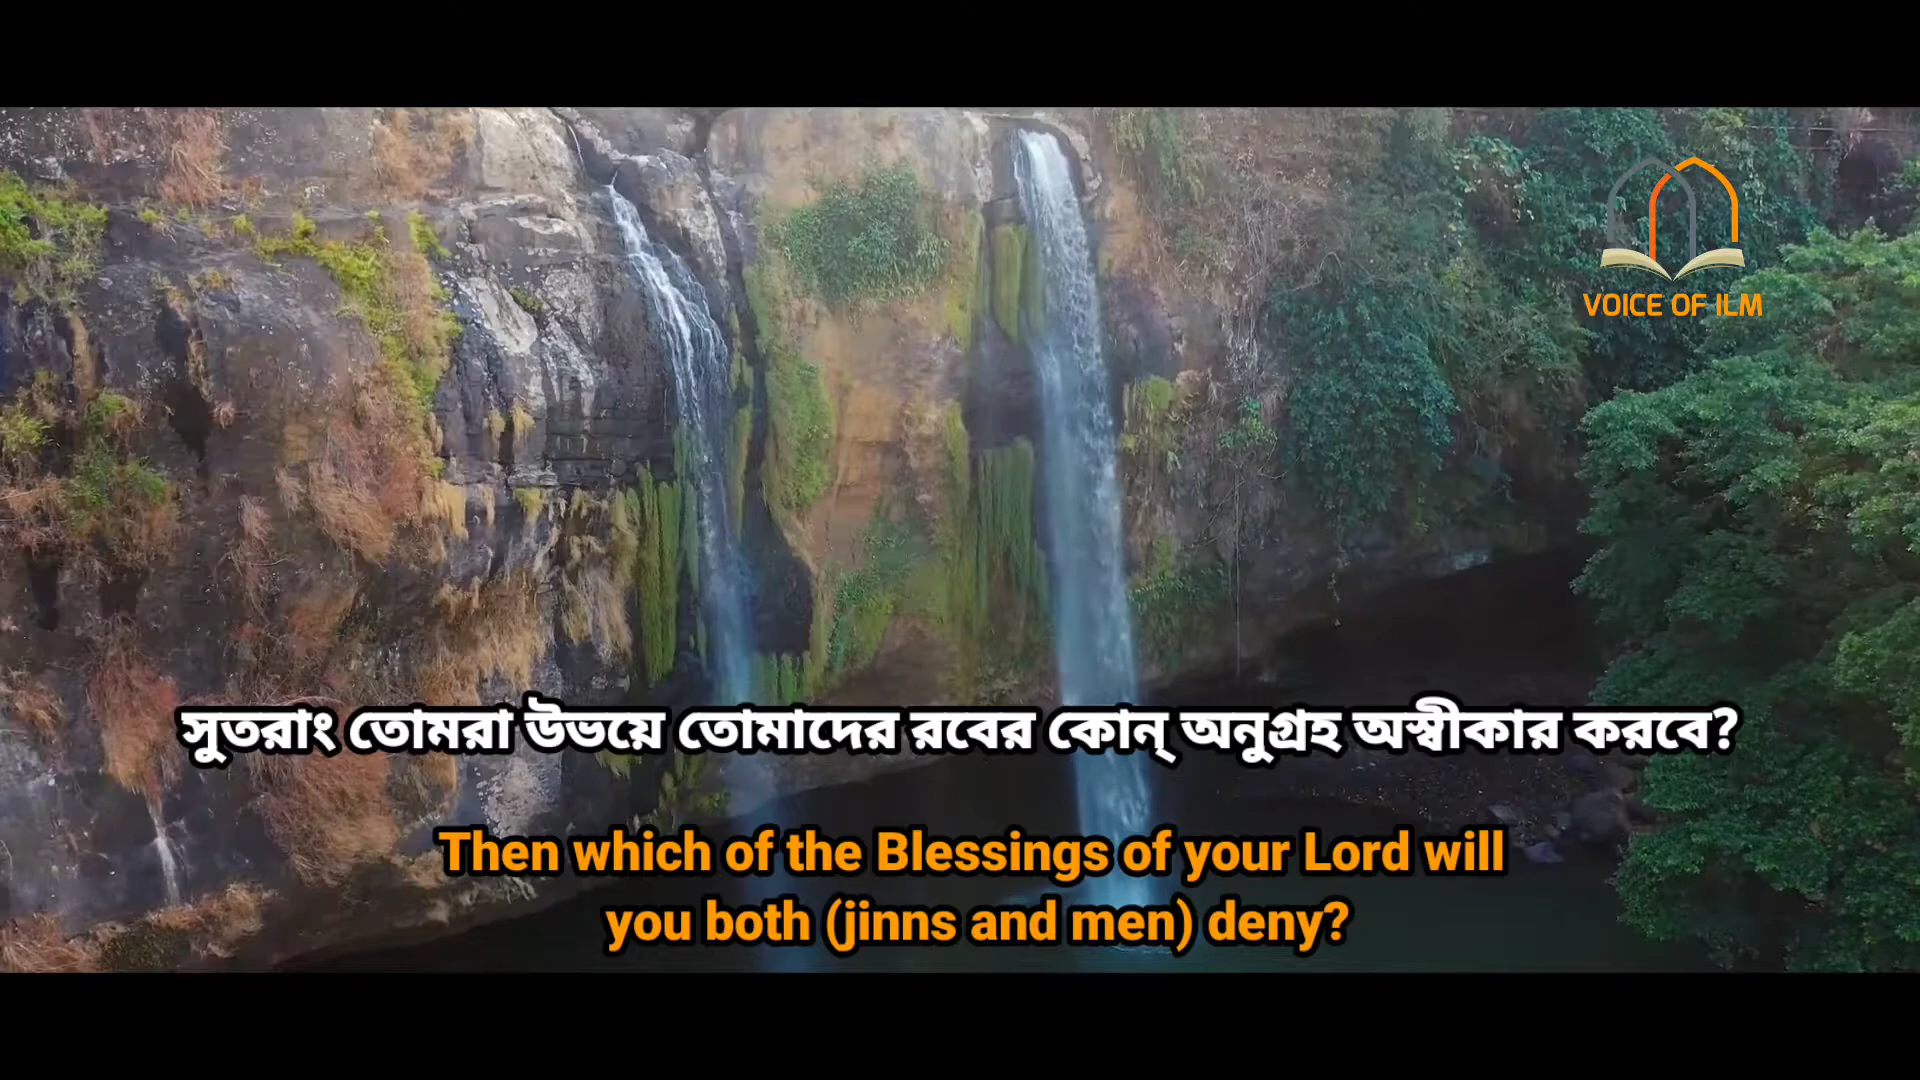 VOICE OF ILM
সুতরাং তোমরা উভয়ে তোমাদের রবের কোন্ অনুগ্রহ অস্বীকার করবে?
Then which of the Blessings of your Lord will
you both (jinns and men) deny?